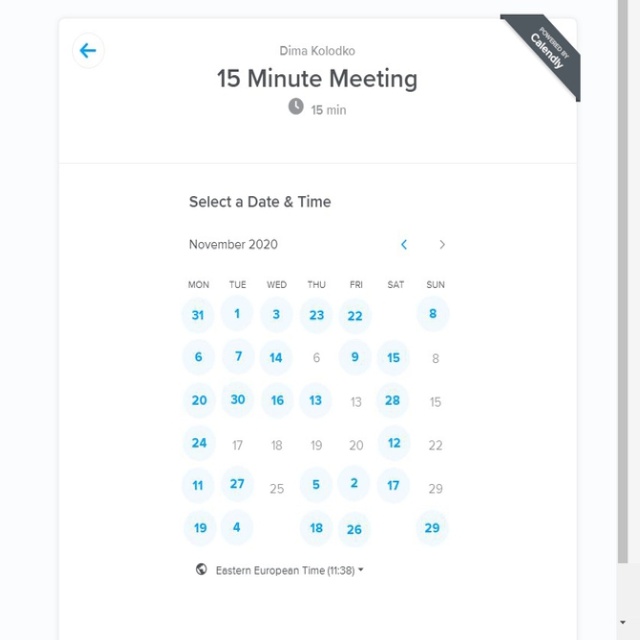 POWERED BY
Calendly
Dima Kolodko
15 Minute Meeting
15 min
Select a Date & Time
November 2020
MON TUE WED THU FRI SAT SUN
31 1 3 23 22 8
6 7 14 6 9 15 8
20 30 16 13 13 28 15
24 17 18 19 20 12 22
11 27 25 5 2 17 29
19 4 18 26 29
Eastern European Time (11:38)